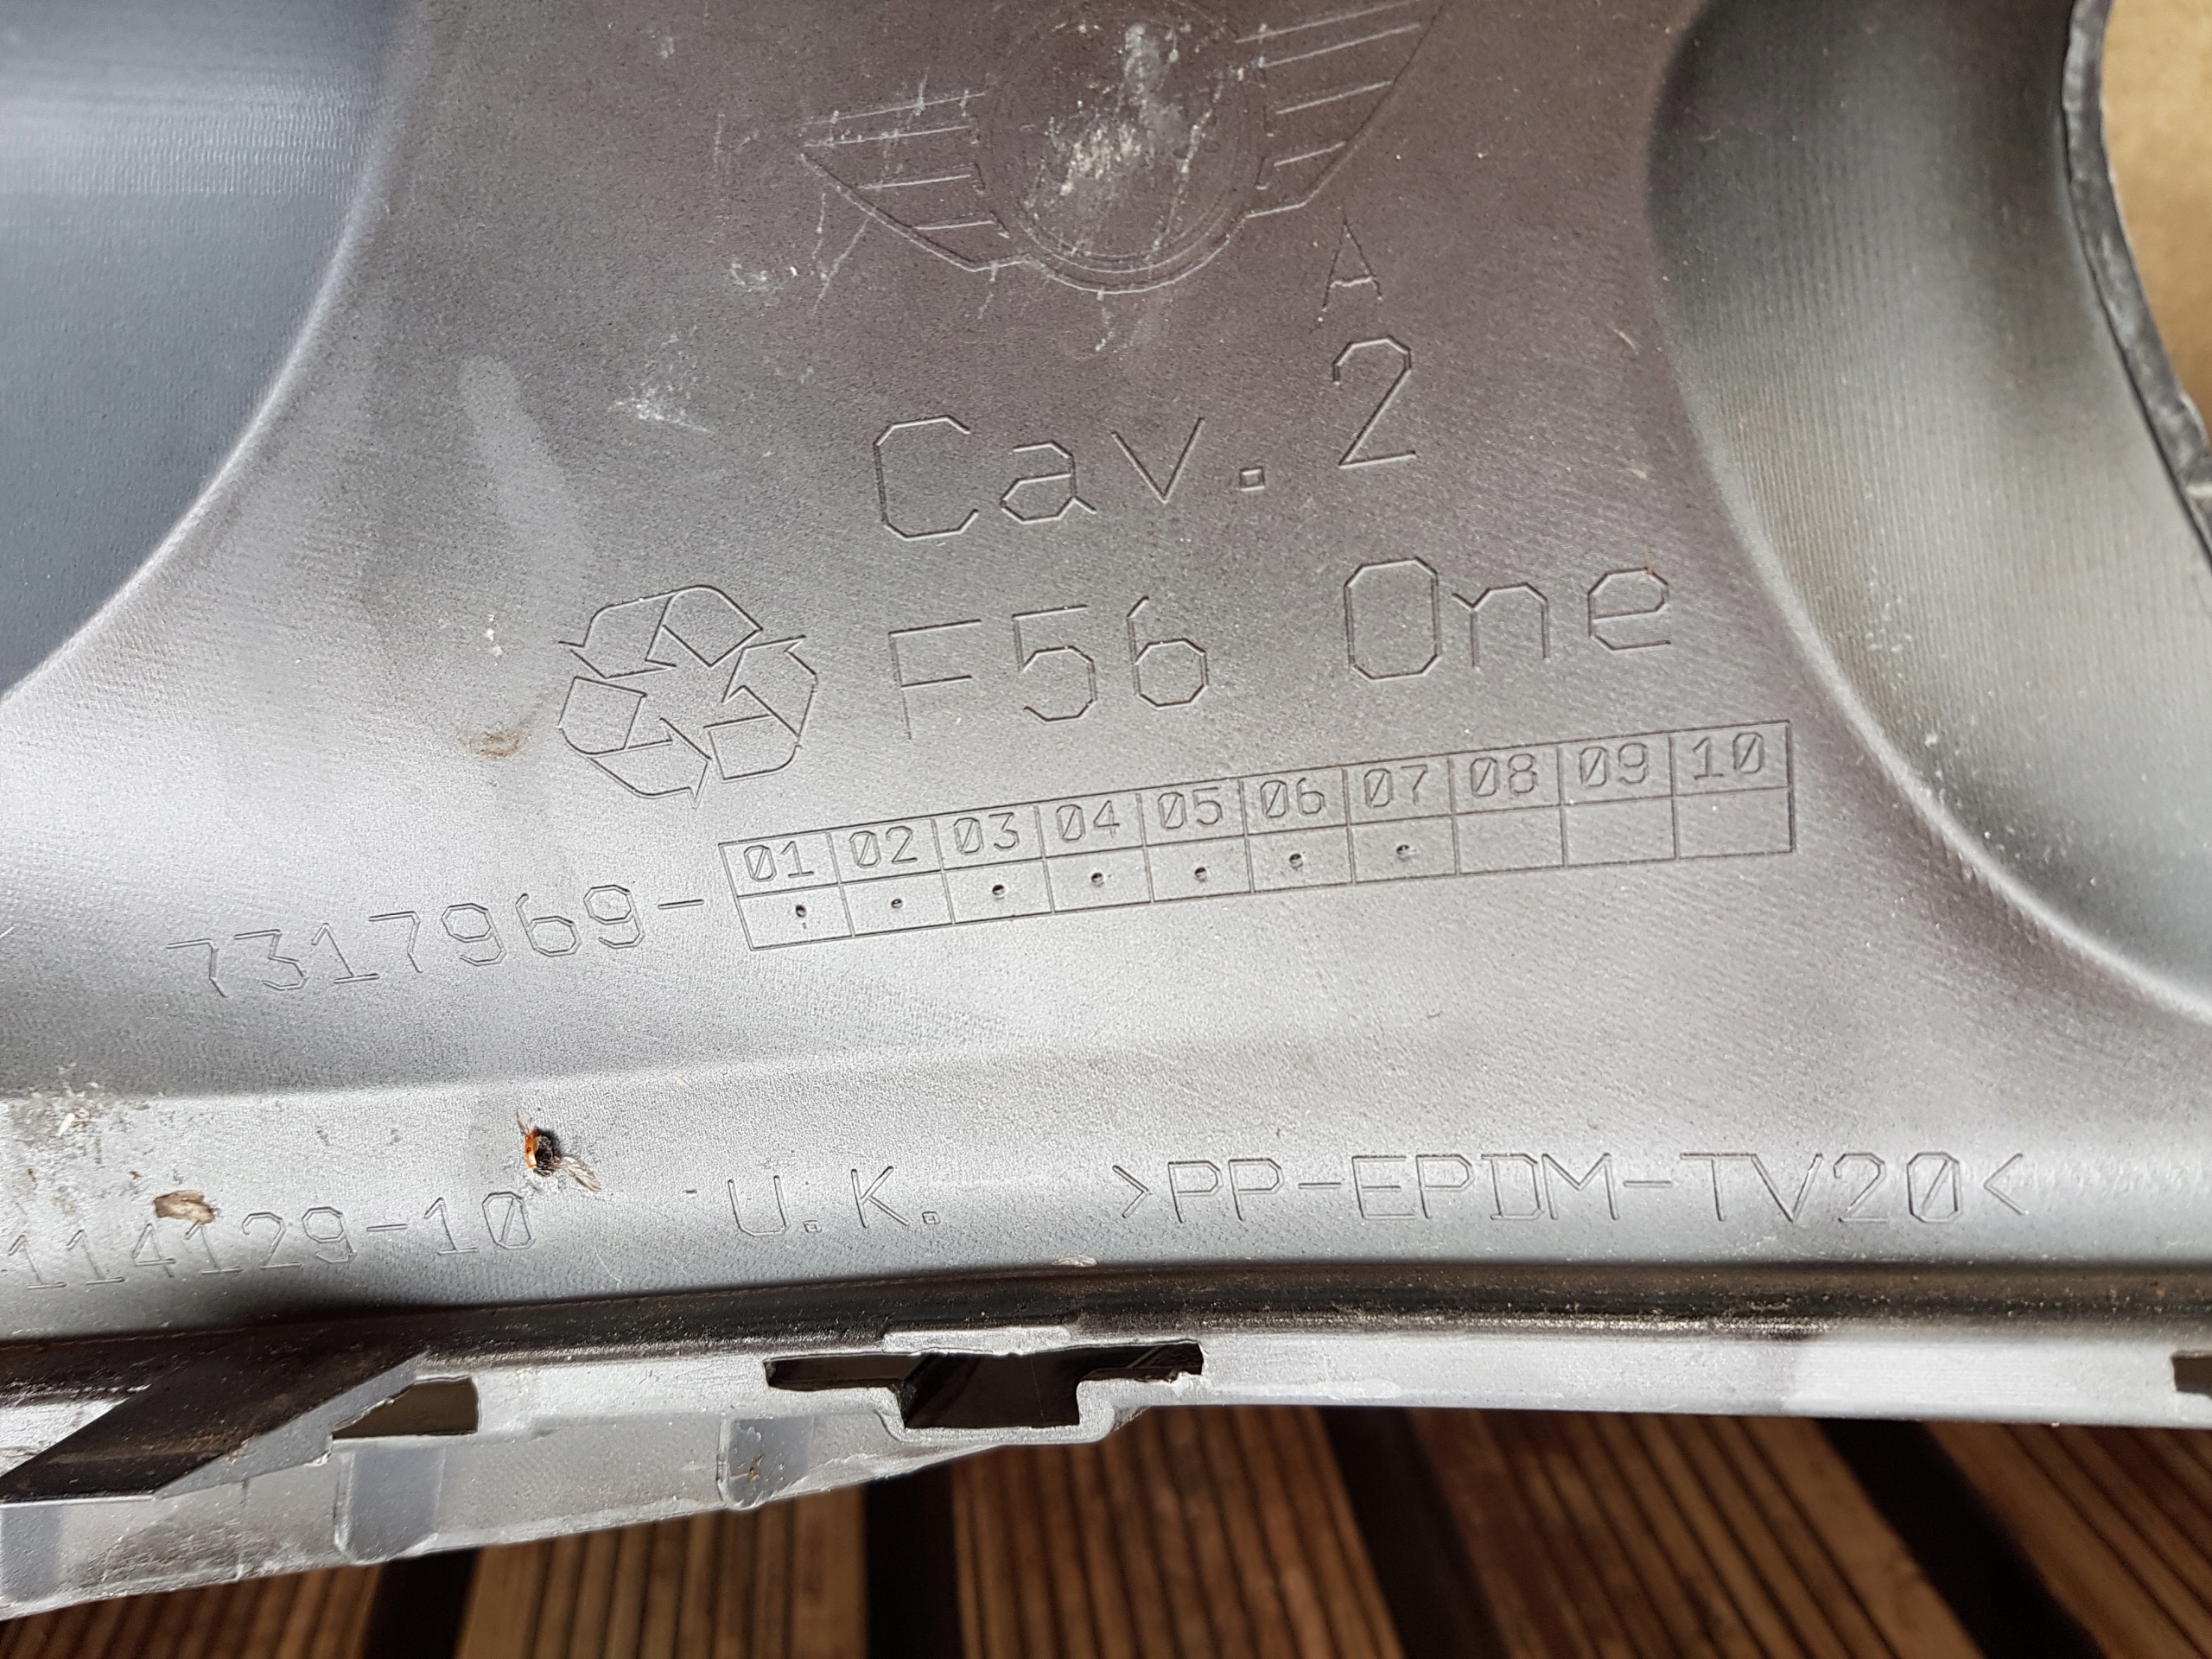 A
Cav. 2
F56 One
01 02 03 04 05 06 07 08 09 10
7317969-
114129-10 U.K. >PP-EPDM-TV20<